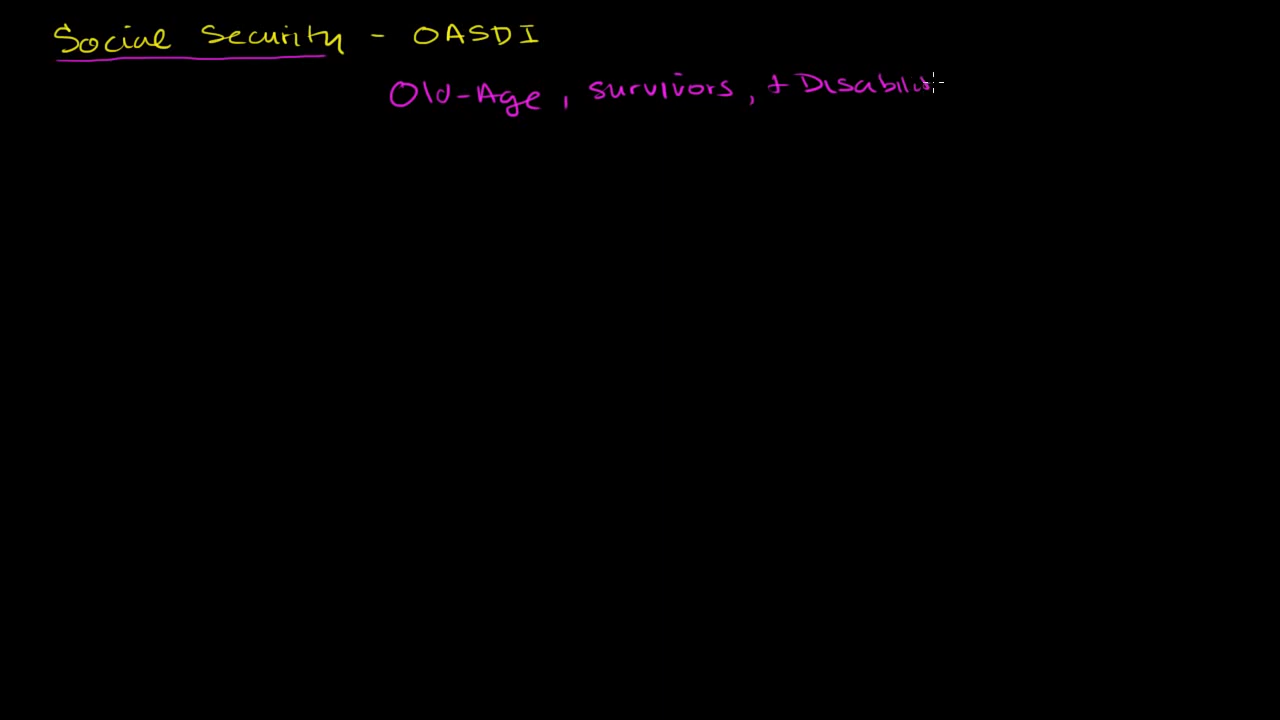 Social Security - OASDI
Old-Age, Survivors, + Disabilit